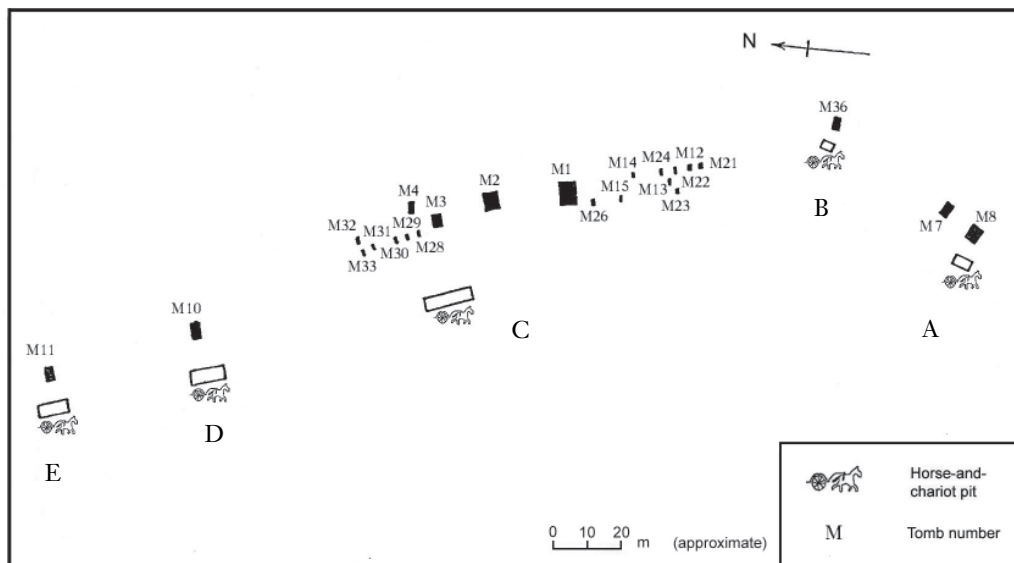 N
M36
B
M14
M24
M12
M21
M1
M15
M13
M22
M23
M26
M2
M4
M3
M32
M31
M29
M33
M30
M28
M 7
M8
A
C
M10
M11
D
E
0 10 20
m (approximate)
Horse-and-
chariot pit
M Tomb number